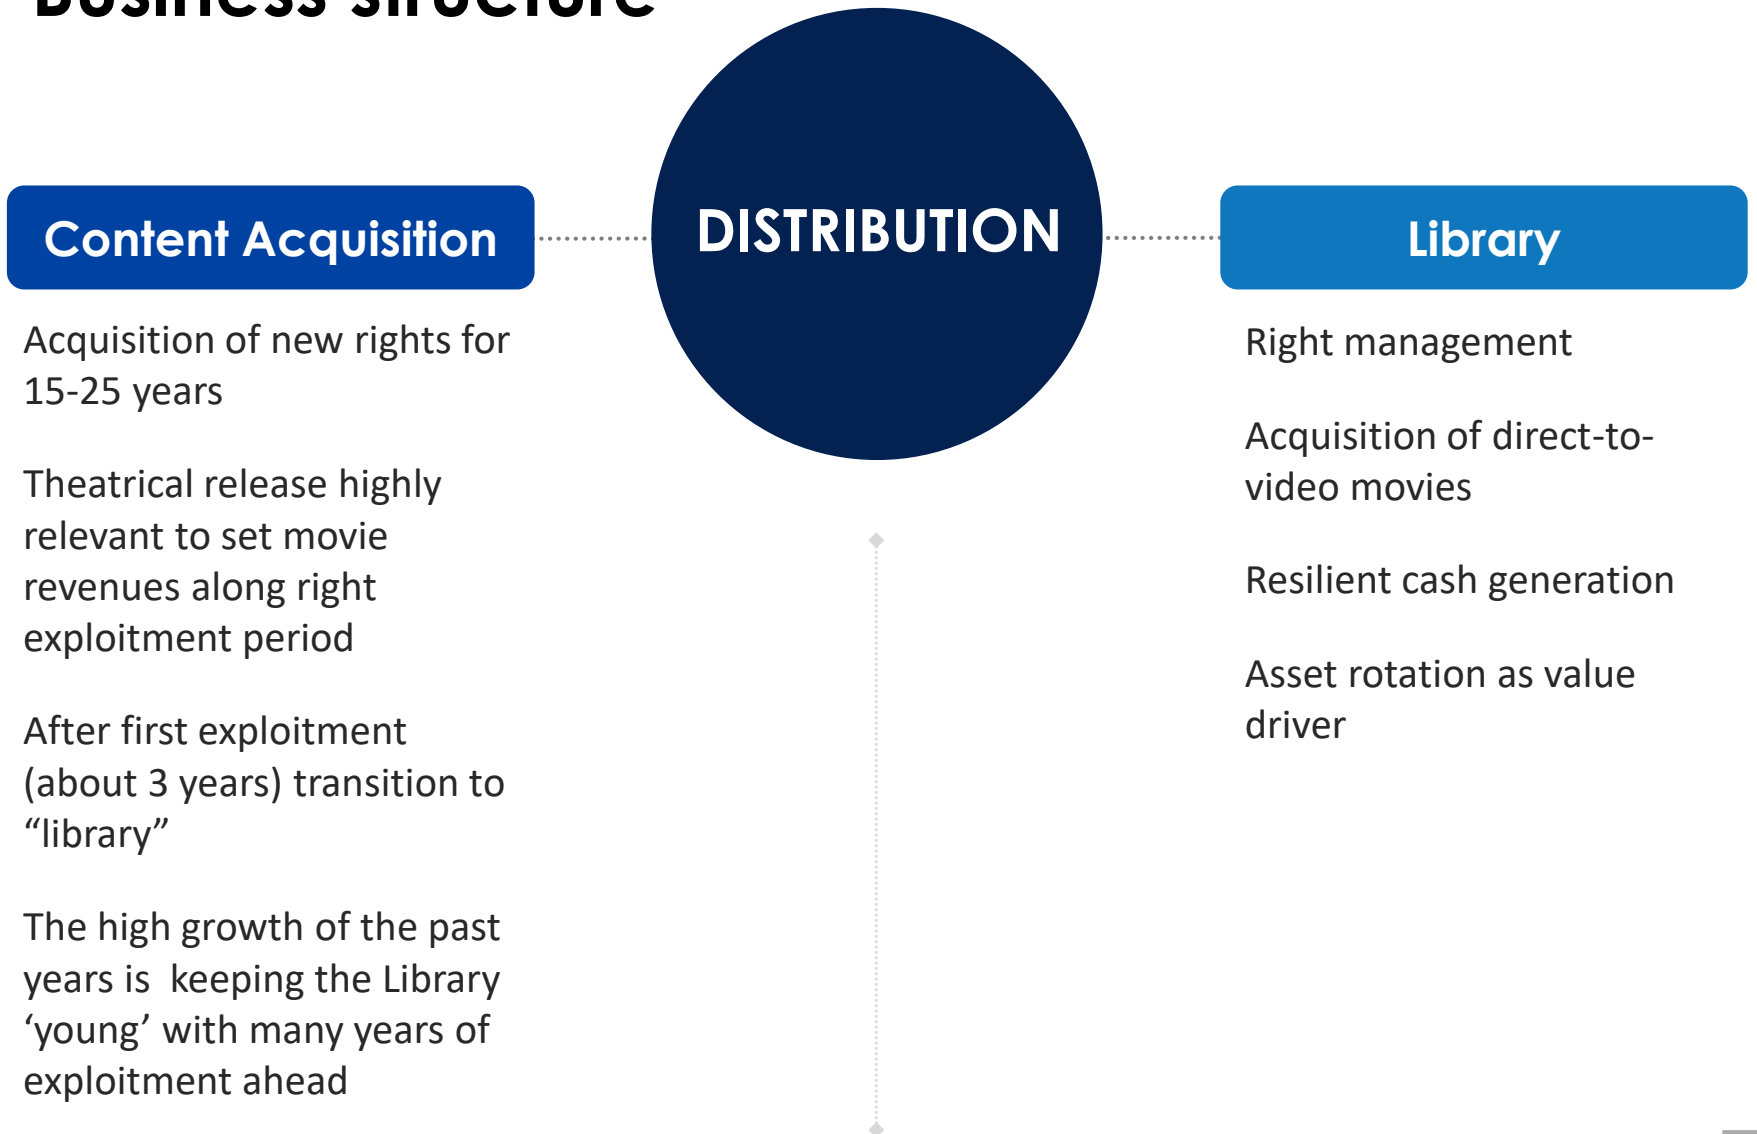 Business structure
DISTRIBUTION
Content Acquisition
Acquisition of new rights for
15-25 years
Theatrical release highly
relevant to set movie
revenues along right
exploitment period
After first exploitment
(about 3 years) transition to
“library”
The high growth of the past
years is  keeping the Library
‘young’ with many years of
exploitment ahead
Library
Right management
Acquisition of direct-to-
video movies
Resilient cash generation
Asset rotation as value
driver